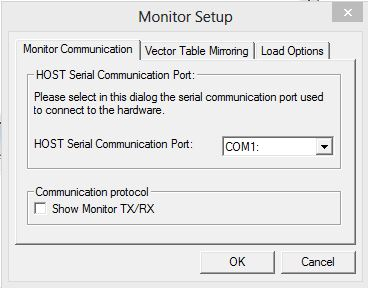 Monitor Setup
Monitor Communication Vector Table Mirroring Load Options
HOST Serial Communication Port:
Please select in this dialog the serial communication port used
to connect to the hardware.
HOST Serial Communication Port: COM1:
Communication protocol
Show Monitor TX/RX
OK Cancel